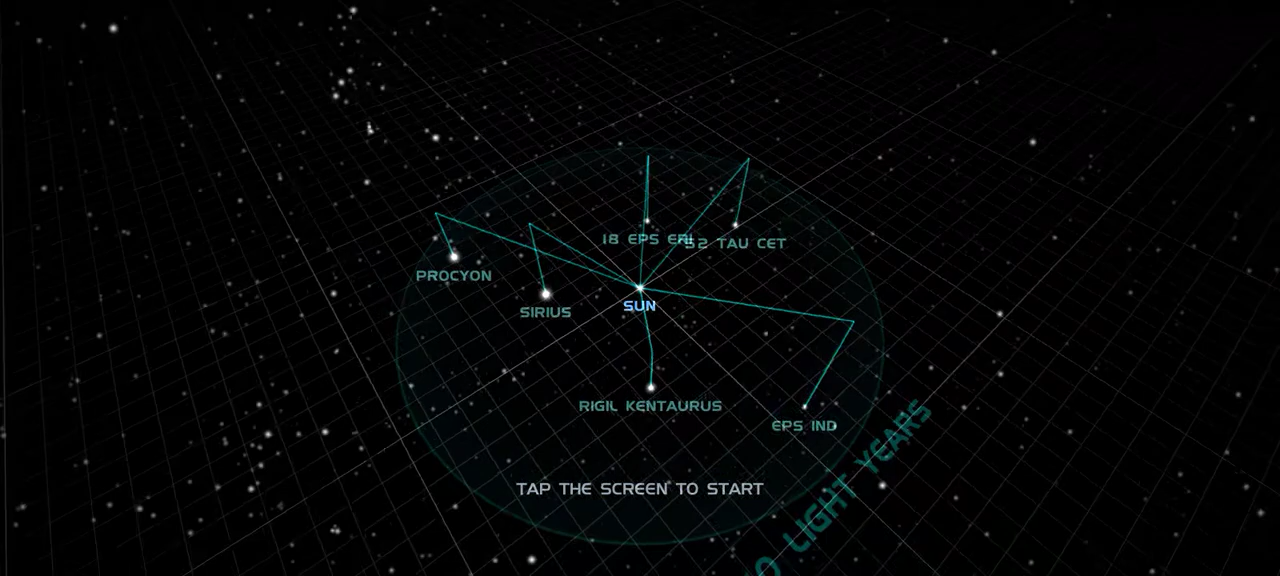 18 EPS ERI
52 TAU CET
PROCYON
SUN
SIRIUS
RIGIL KENTAURUS
EPS IND
TAP THE SCREEN TO START
LIGHT YEARS